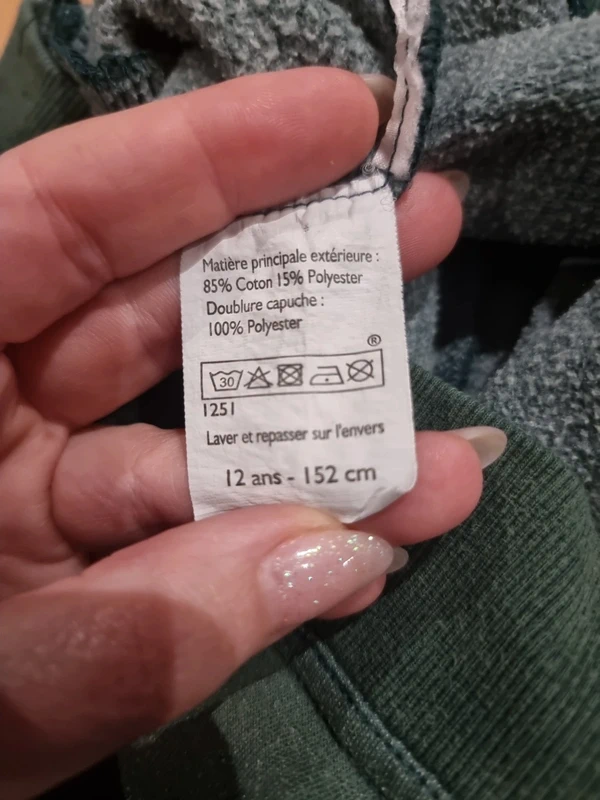 Matière principale extérieure :
85% Coton 15% Polyester
Doublure capuche :
100% Polyester
®
30
1251
Laver et repasser sur l'envers
12 ans - 152 cm